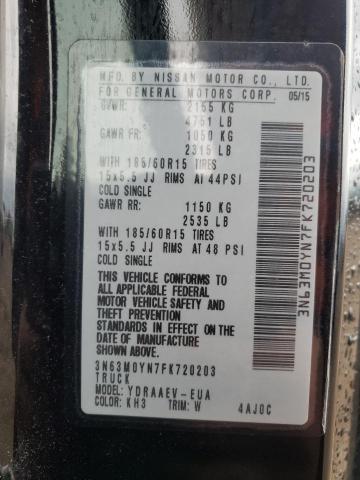 MFG. BY NISSAN MOTOR CO., LTD.
FOR GENERAL MOTORS CORP. 05/15
GVWR: 2155 KG
4751 LB
GAWR FR: 1050 KG
2315 LB
WITH 185/60R15 TIRES
15x5.5 JJ RIMS AT 44PSI
COLD SINGLE
GAWR RR: 1150 KG
2535 LB
WITH 185/60R15 TIRES
15x5.5 JJ RIMS AT 48 PSI
COLD SINGLE
THIS VEHICLE CONFORMS TO
ALL APPLICABLE FEDERAL
MOTOR VEHICLE SAFETY AND
THEFT PREVENTION
STANDARDS IN EFFECT ON
THE DATE OF MANUFACTURE
SHOWN ABOVE.
3N63M0YN7FK720203
TRUCK
MODEL: YDRAAEV-EUA
COLOR: KH3 TRIM: W 4AJ0C
3N63M0YN7FK720203